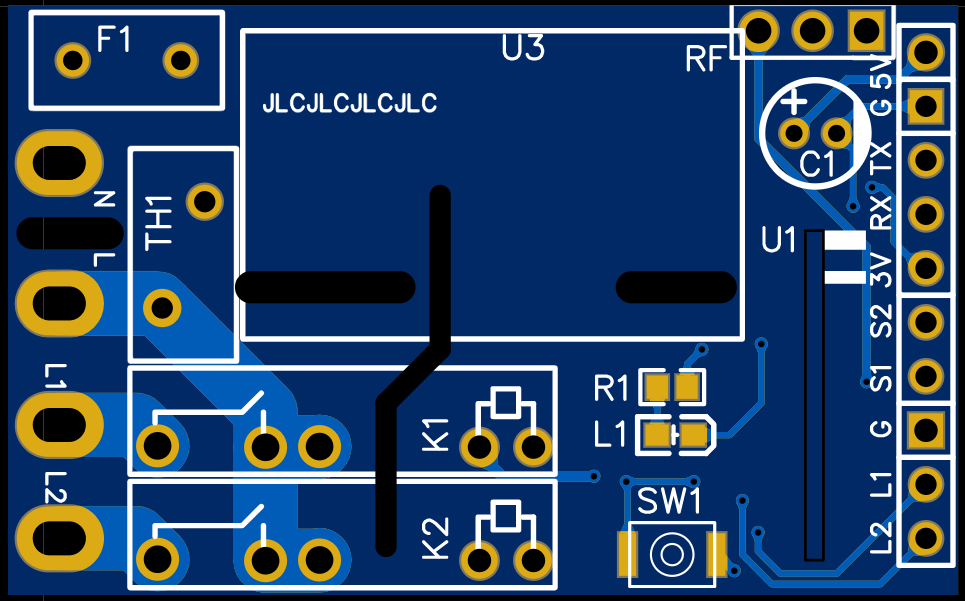 F1
U3
RF
JLCJLCJLCJLC
+
C1
5V
G
TX
RX
3V
S2
S1
G
L1
L2
N
L
TH1
U1
L1
L2
K1
K2
R1
L1
+
SW1